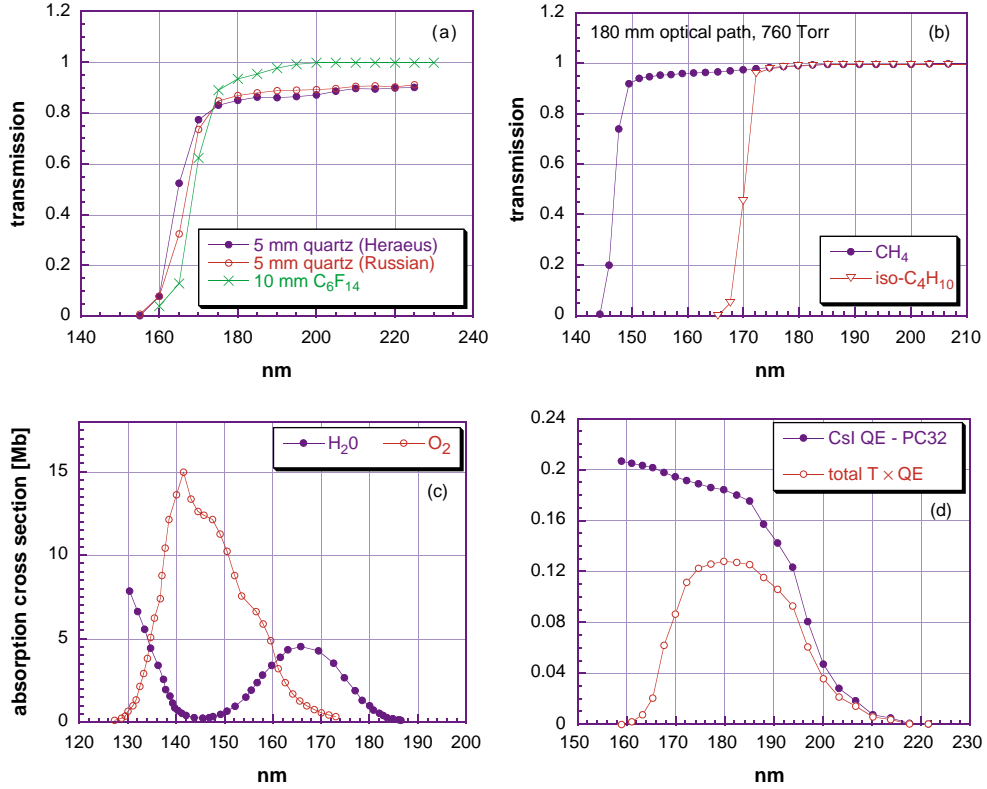 (a)
transmission
1.2
1
0.8
0.6
0.4
0.2
0
5 mm quartz (Heraeus)
5 mm quartz (Russian)
10 mm C6F14
140 160 180 200 220 240
nm
180 mm optical path, 760 Torr
(b)
transmission
1.2
1
0.8
0.6
0.4
0.2
0
CH4
iso-C4H10
140 150 160 170 180 190 200 210
nm
H20 O2
(c)
absorption cross section [Mb]
15
10
5
0
120 130 140 150 160 170 180 190 200
nm
CsI QE - PC32
total T × QE
(d)
0.24
0.2
0.16
0.12
0.08
0.04
0
150 160 170 180 190 200 210 220 230
nm